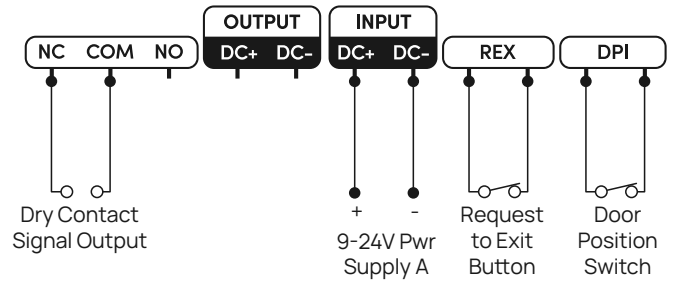 OUTPUT INPUT
NC COM NO DC+ DC- DC+ DC- REX DPI
Dry Contact
Signal Output
+ -
9-24V Pwr
Supply A
Request
to Exit
Button
Door
Position
Switch